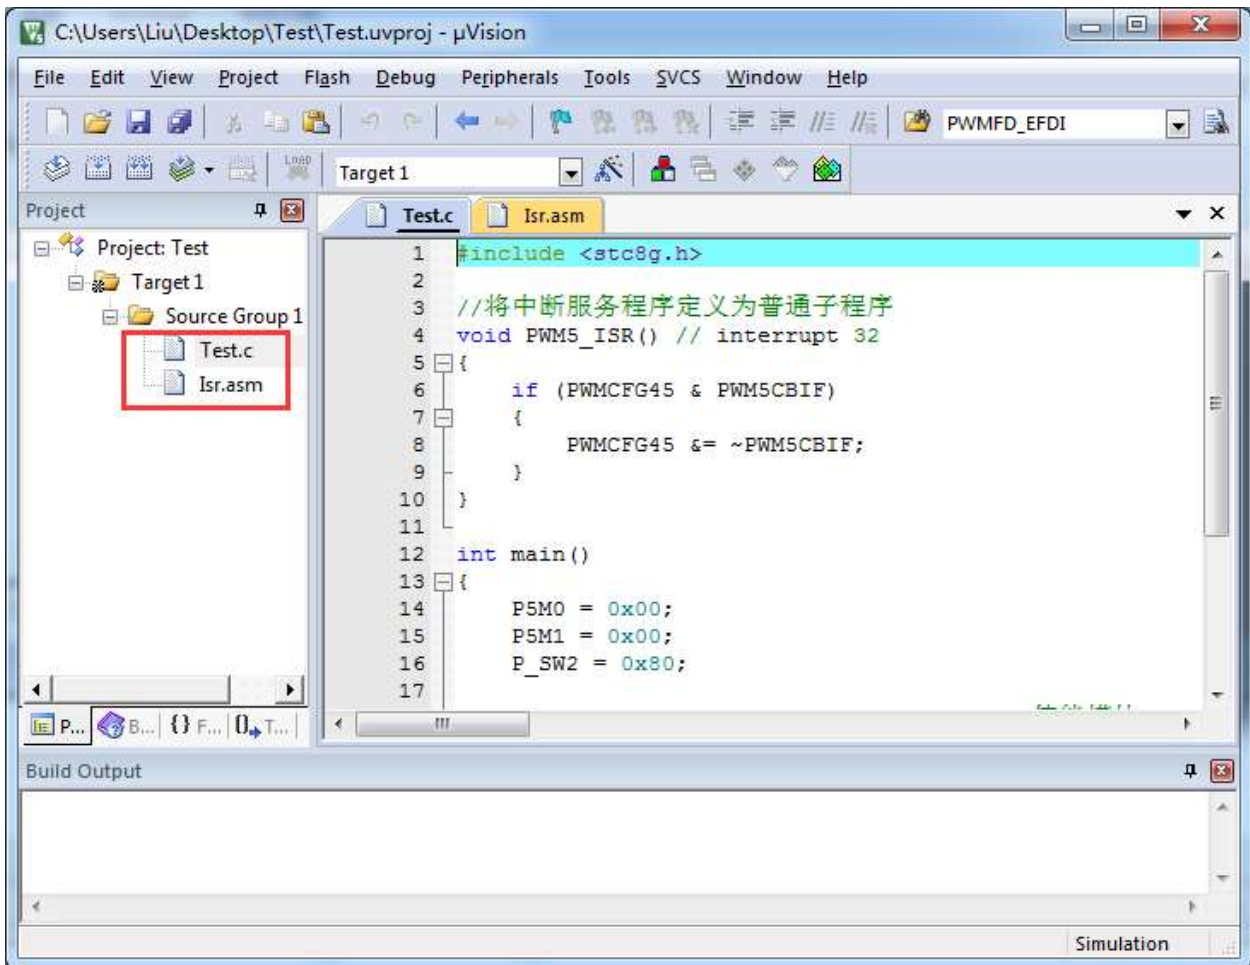 C:\Users\Liu\Desktop\Test\Test.uvproj - µVision
File Edit View Project Flash Debug Peripherals Tools SVCS Window Help
PWMFD_EFDI
LOAD
Target 1
Project
Test.c Isr.asm
Project: Test
Target 1
Source Group 1
Test.c
Isr.asm
1 #include <stc8g.h>
2
3 //将中断服务程序定义为普通子程序
4 void PWM5_ISR() // interrupt 32
5 {
6 if (PWMCFG45 & PWM5CBIF)
7 {
8 PWMCFG45 &= ~PWM5CBIF;
9 }
10 }
11
12 int main()
13 {
14 P5M0 = 0x00;
15 P5M1 = 0x00;
16 P_SW2 = 0x80;
17
P... B... {} F... 0 T...
Build Output
Simulation